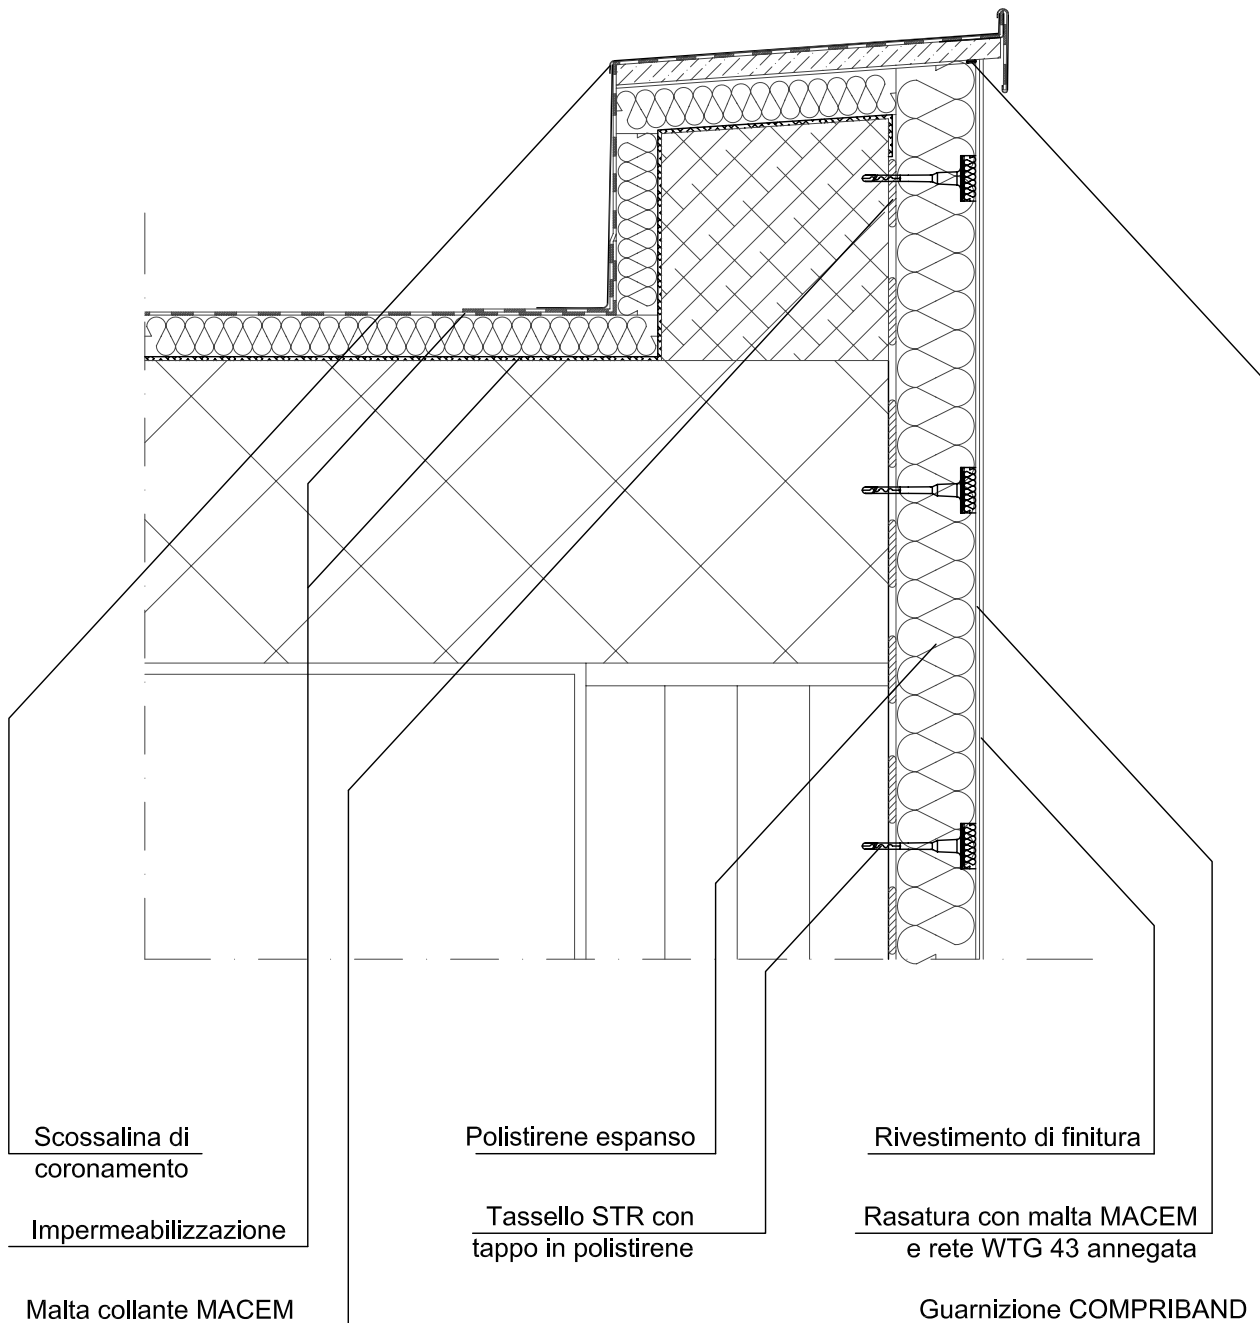 Scossalina di
coronamento
Impermeabilizzazione
Malta collante MACEM
Polistirene espanso
Tassello STR con
tappo in polistirene
Rivestimento di finitura
Rasatura con malta MACEM
e rete WTG 43 annegata
Guarnizione COMPRIBAND